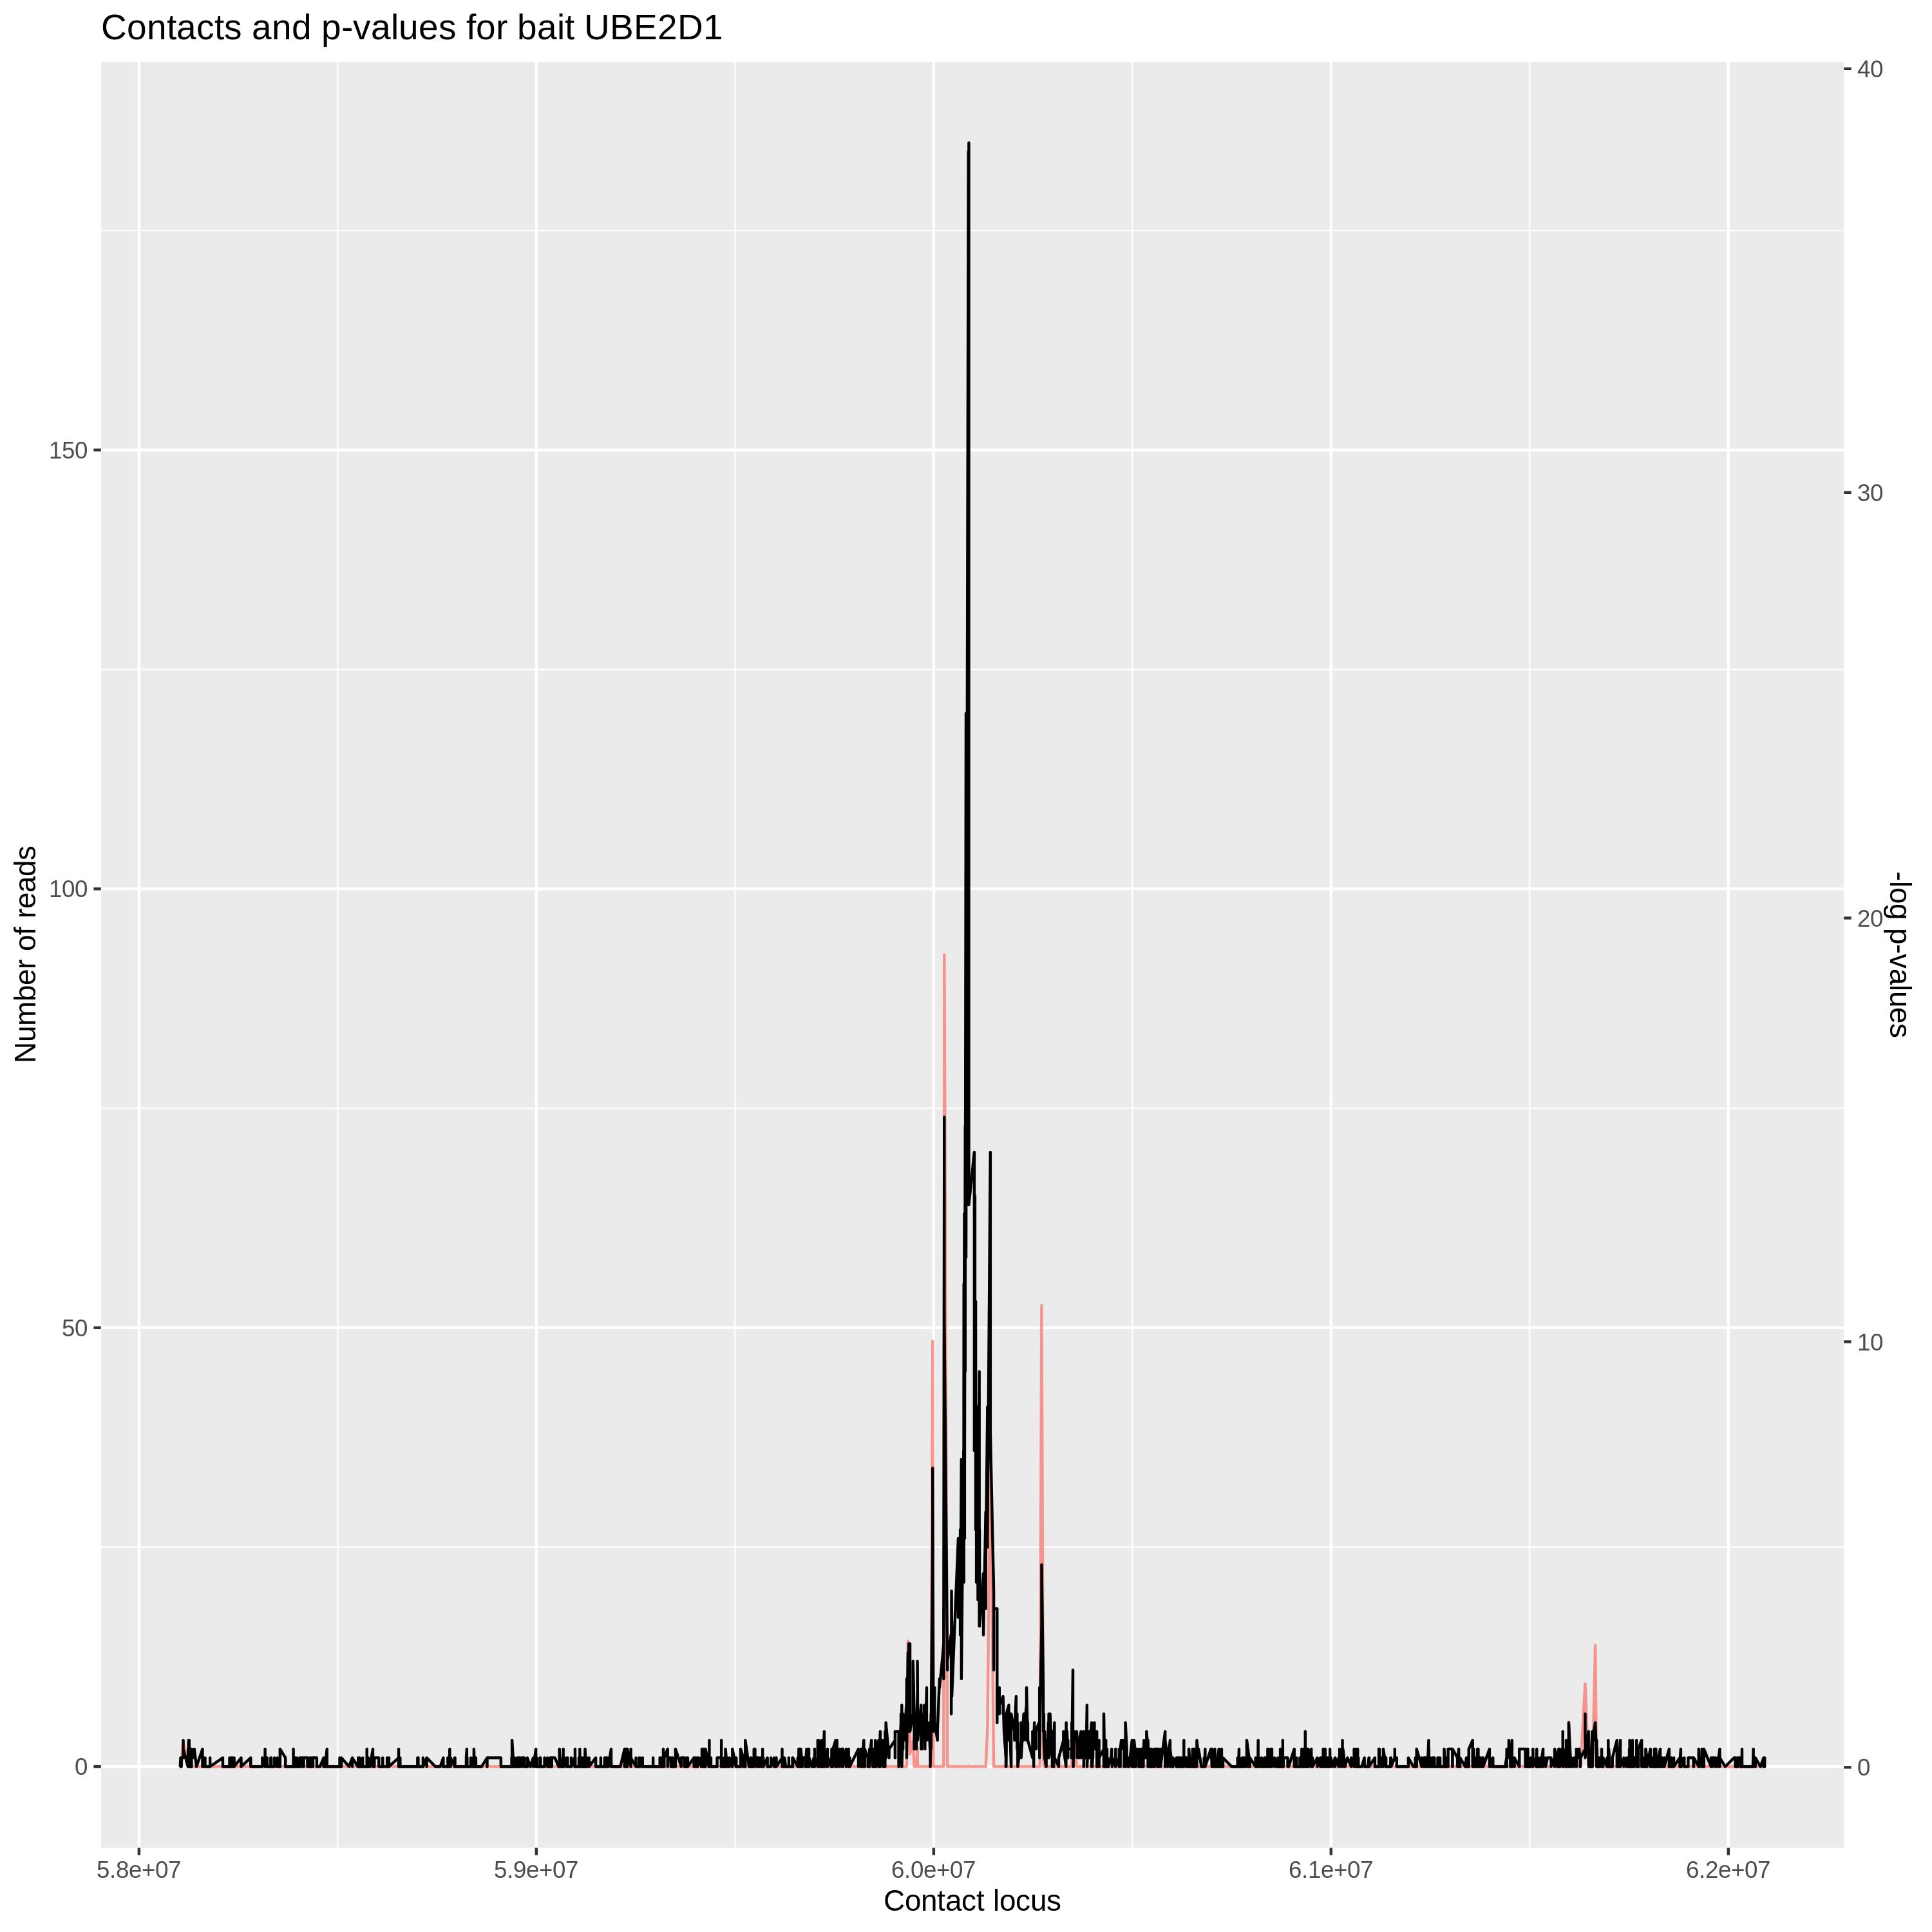 Contacts and p-values for bait UBE2D1
Number of reads
150
100
50
0
40
30
20
10
0
-log p-values
5.8e+07 5.9e+07 6.0e+07 6.1e+07 6.2e+07
Contact locus